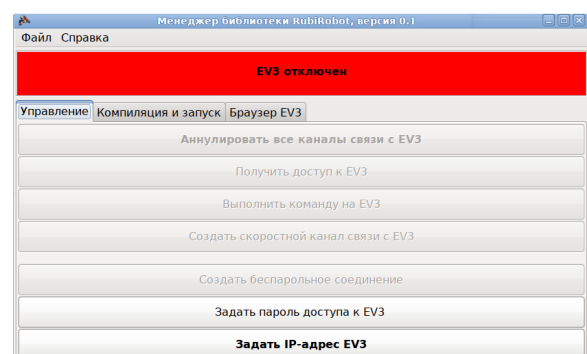 Менеджер библиотеки RubiRobot, версия 0.1
Файл Справка
EV3 отключен
Управление Компиляция и запуск Браузер EV3
Аннулировать все каналы связи с EV3
Получить доступ к EV3
Выполнить команду на EV3
Создать скоростной канал связи с EV3
Создать беспарольное соединение
Задать пароль доступа к EV3
Задать IP-адрес EV3